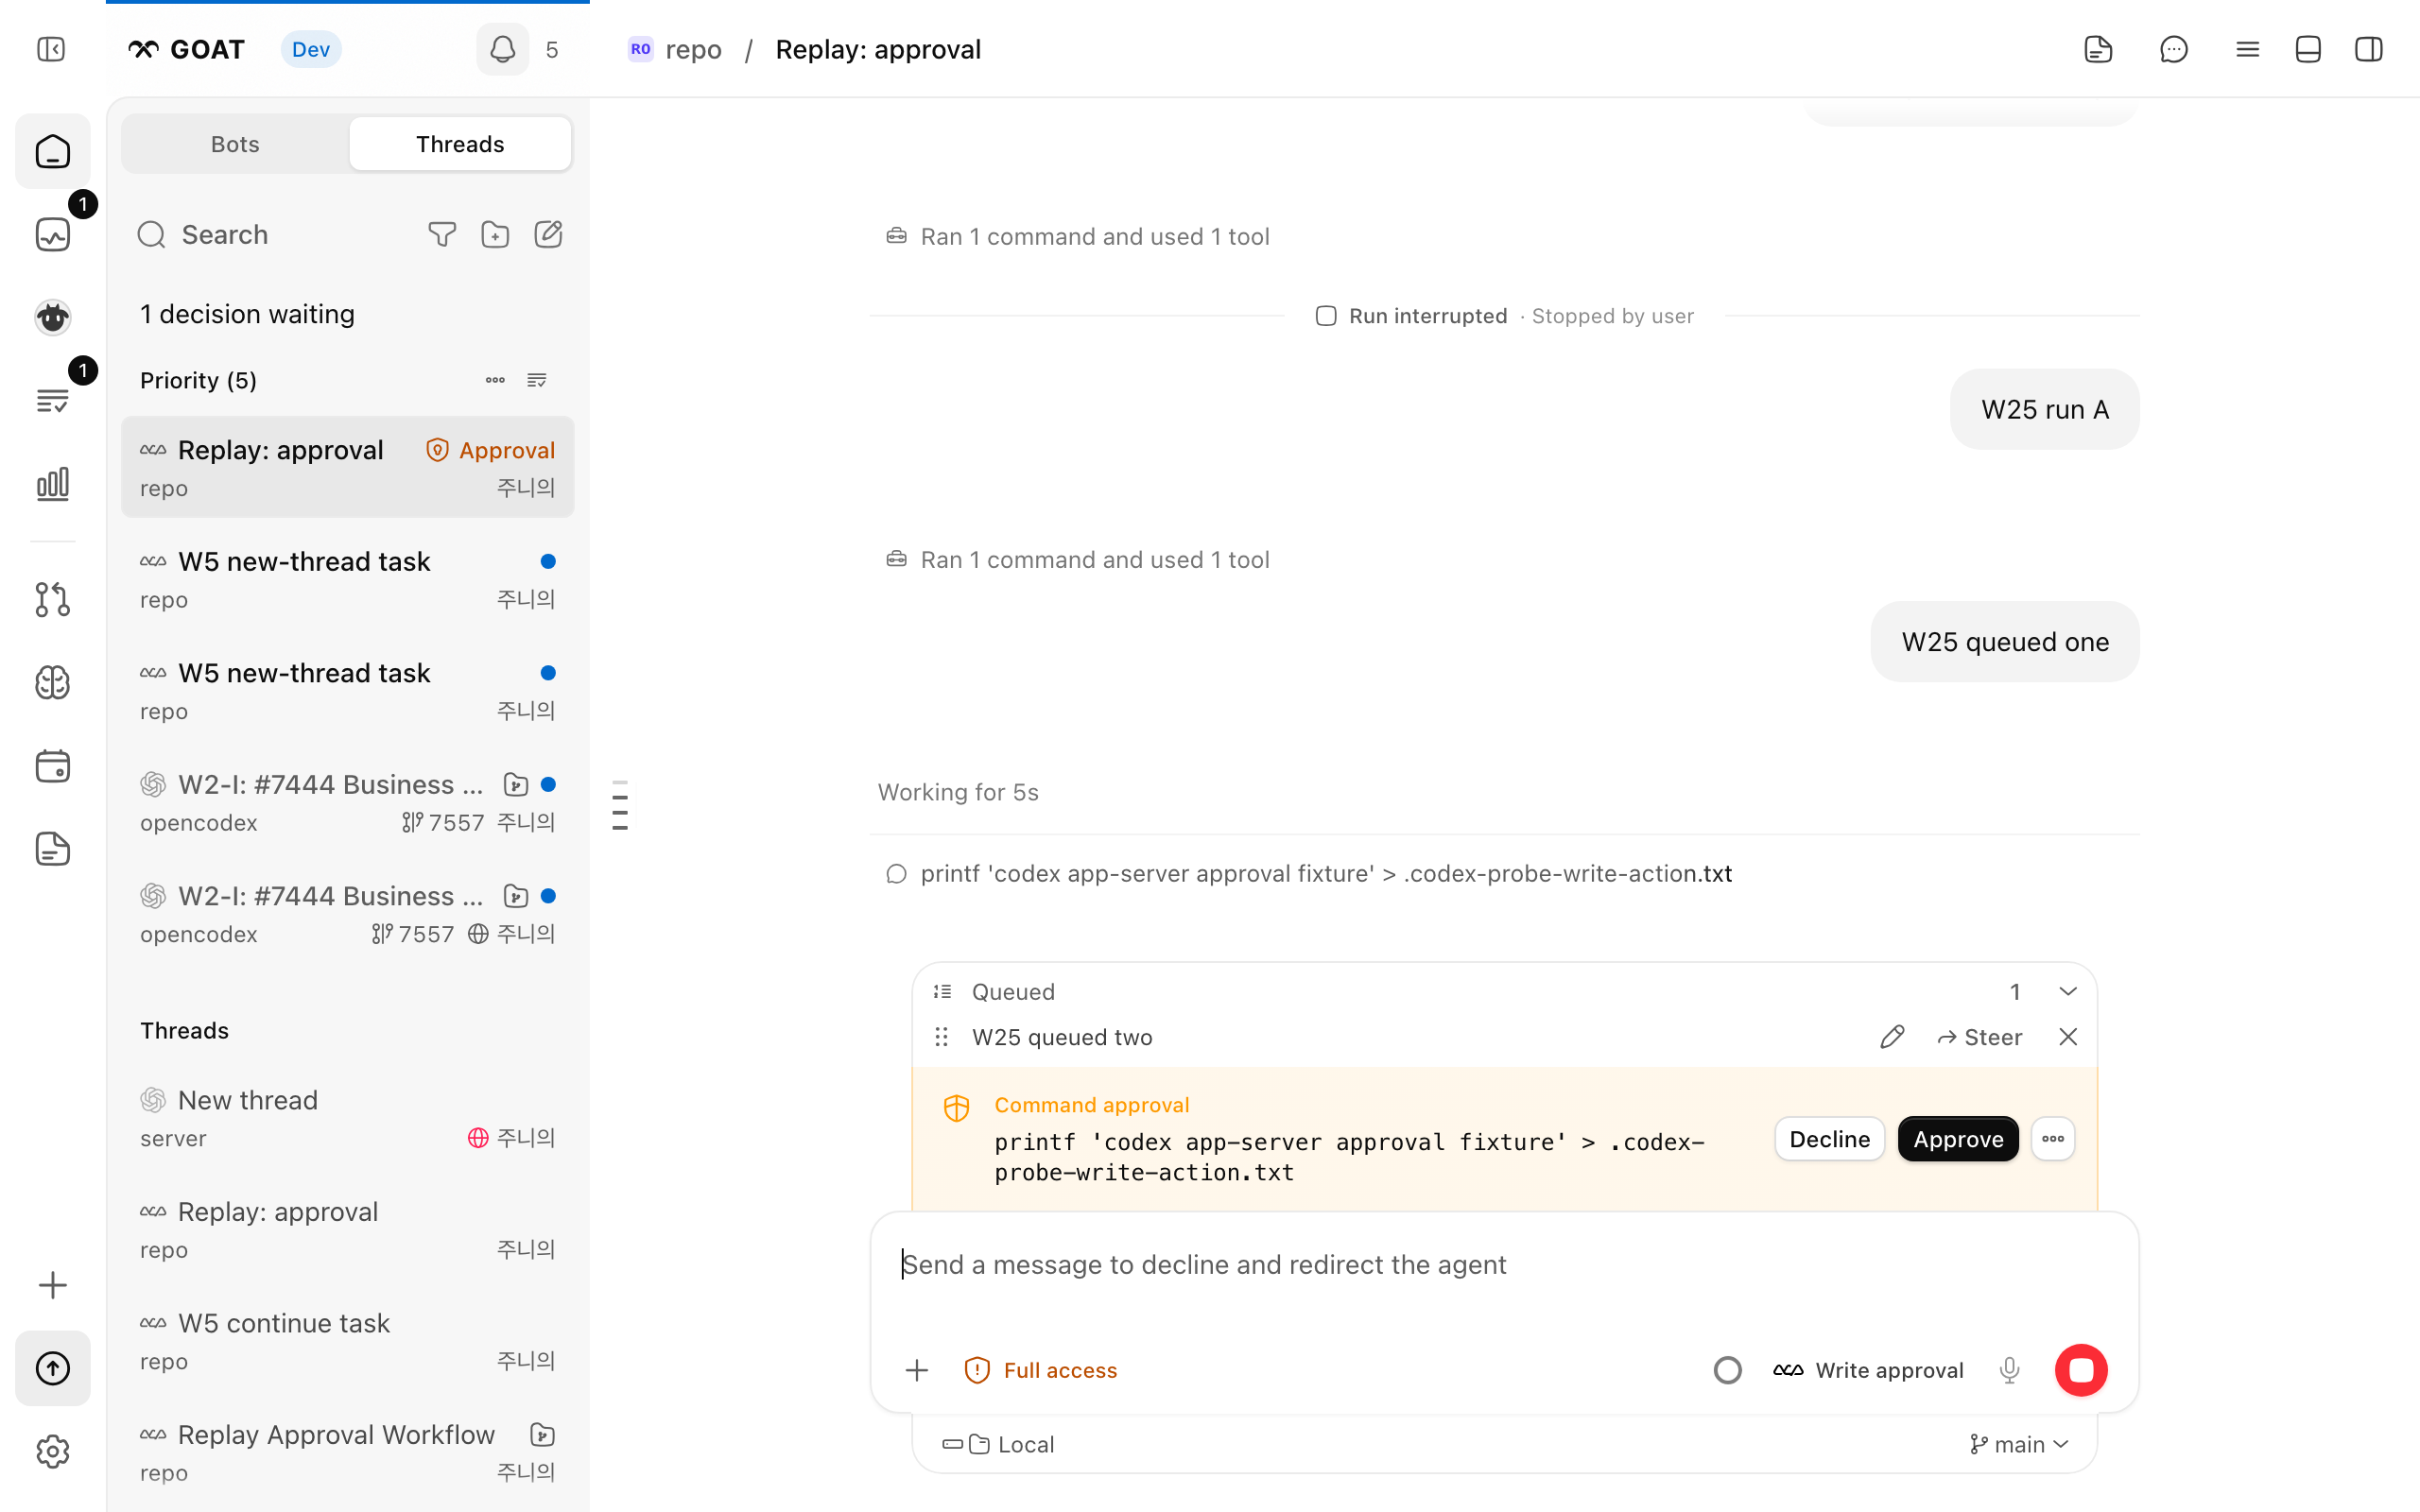 GOAT
Dev
5
RO repo / Replay: approval
Bots
Threads
1
Search
1 decision waiting
1
Priority (5)
Replay: approval
Approval
repo
주니의
W5 new-thread task
repo
주니의
W5 new-thread task
repo
주니의
W2-I: #7444 Business ...
opencodex
7557 주니의
W2-I: #7444 Business ...
opencodex
7557 주니의
Threads
New thread
server
주니의
Replay: approval
repo
주니의
W5 continue task
repo
주니의
Replay Approval Workflow
repo
주니의
Ran 1 command and used 1 tool
Run interrupted · Stopped by user
W25 run A
Ran 1 command and used 1 tool
W25 queued one
Working for 5s
printf 'codex app-server approval fixture' > .codex-probe-write-action.txt
Queued
1
W25 queued two
Steer
Command approval
printf 'codex app-server approval fixture' > .codex-
probe-write-action.txt
Decline
Approve
Send a message to decline and redirect the agent
Full access
Write approval
Local
main